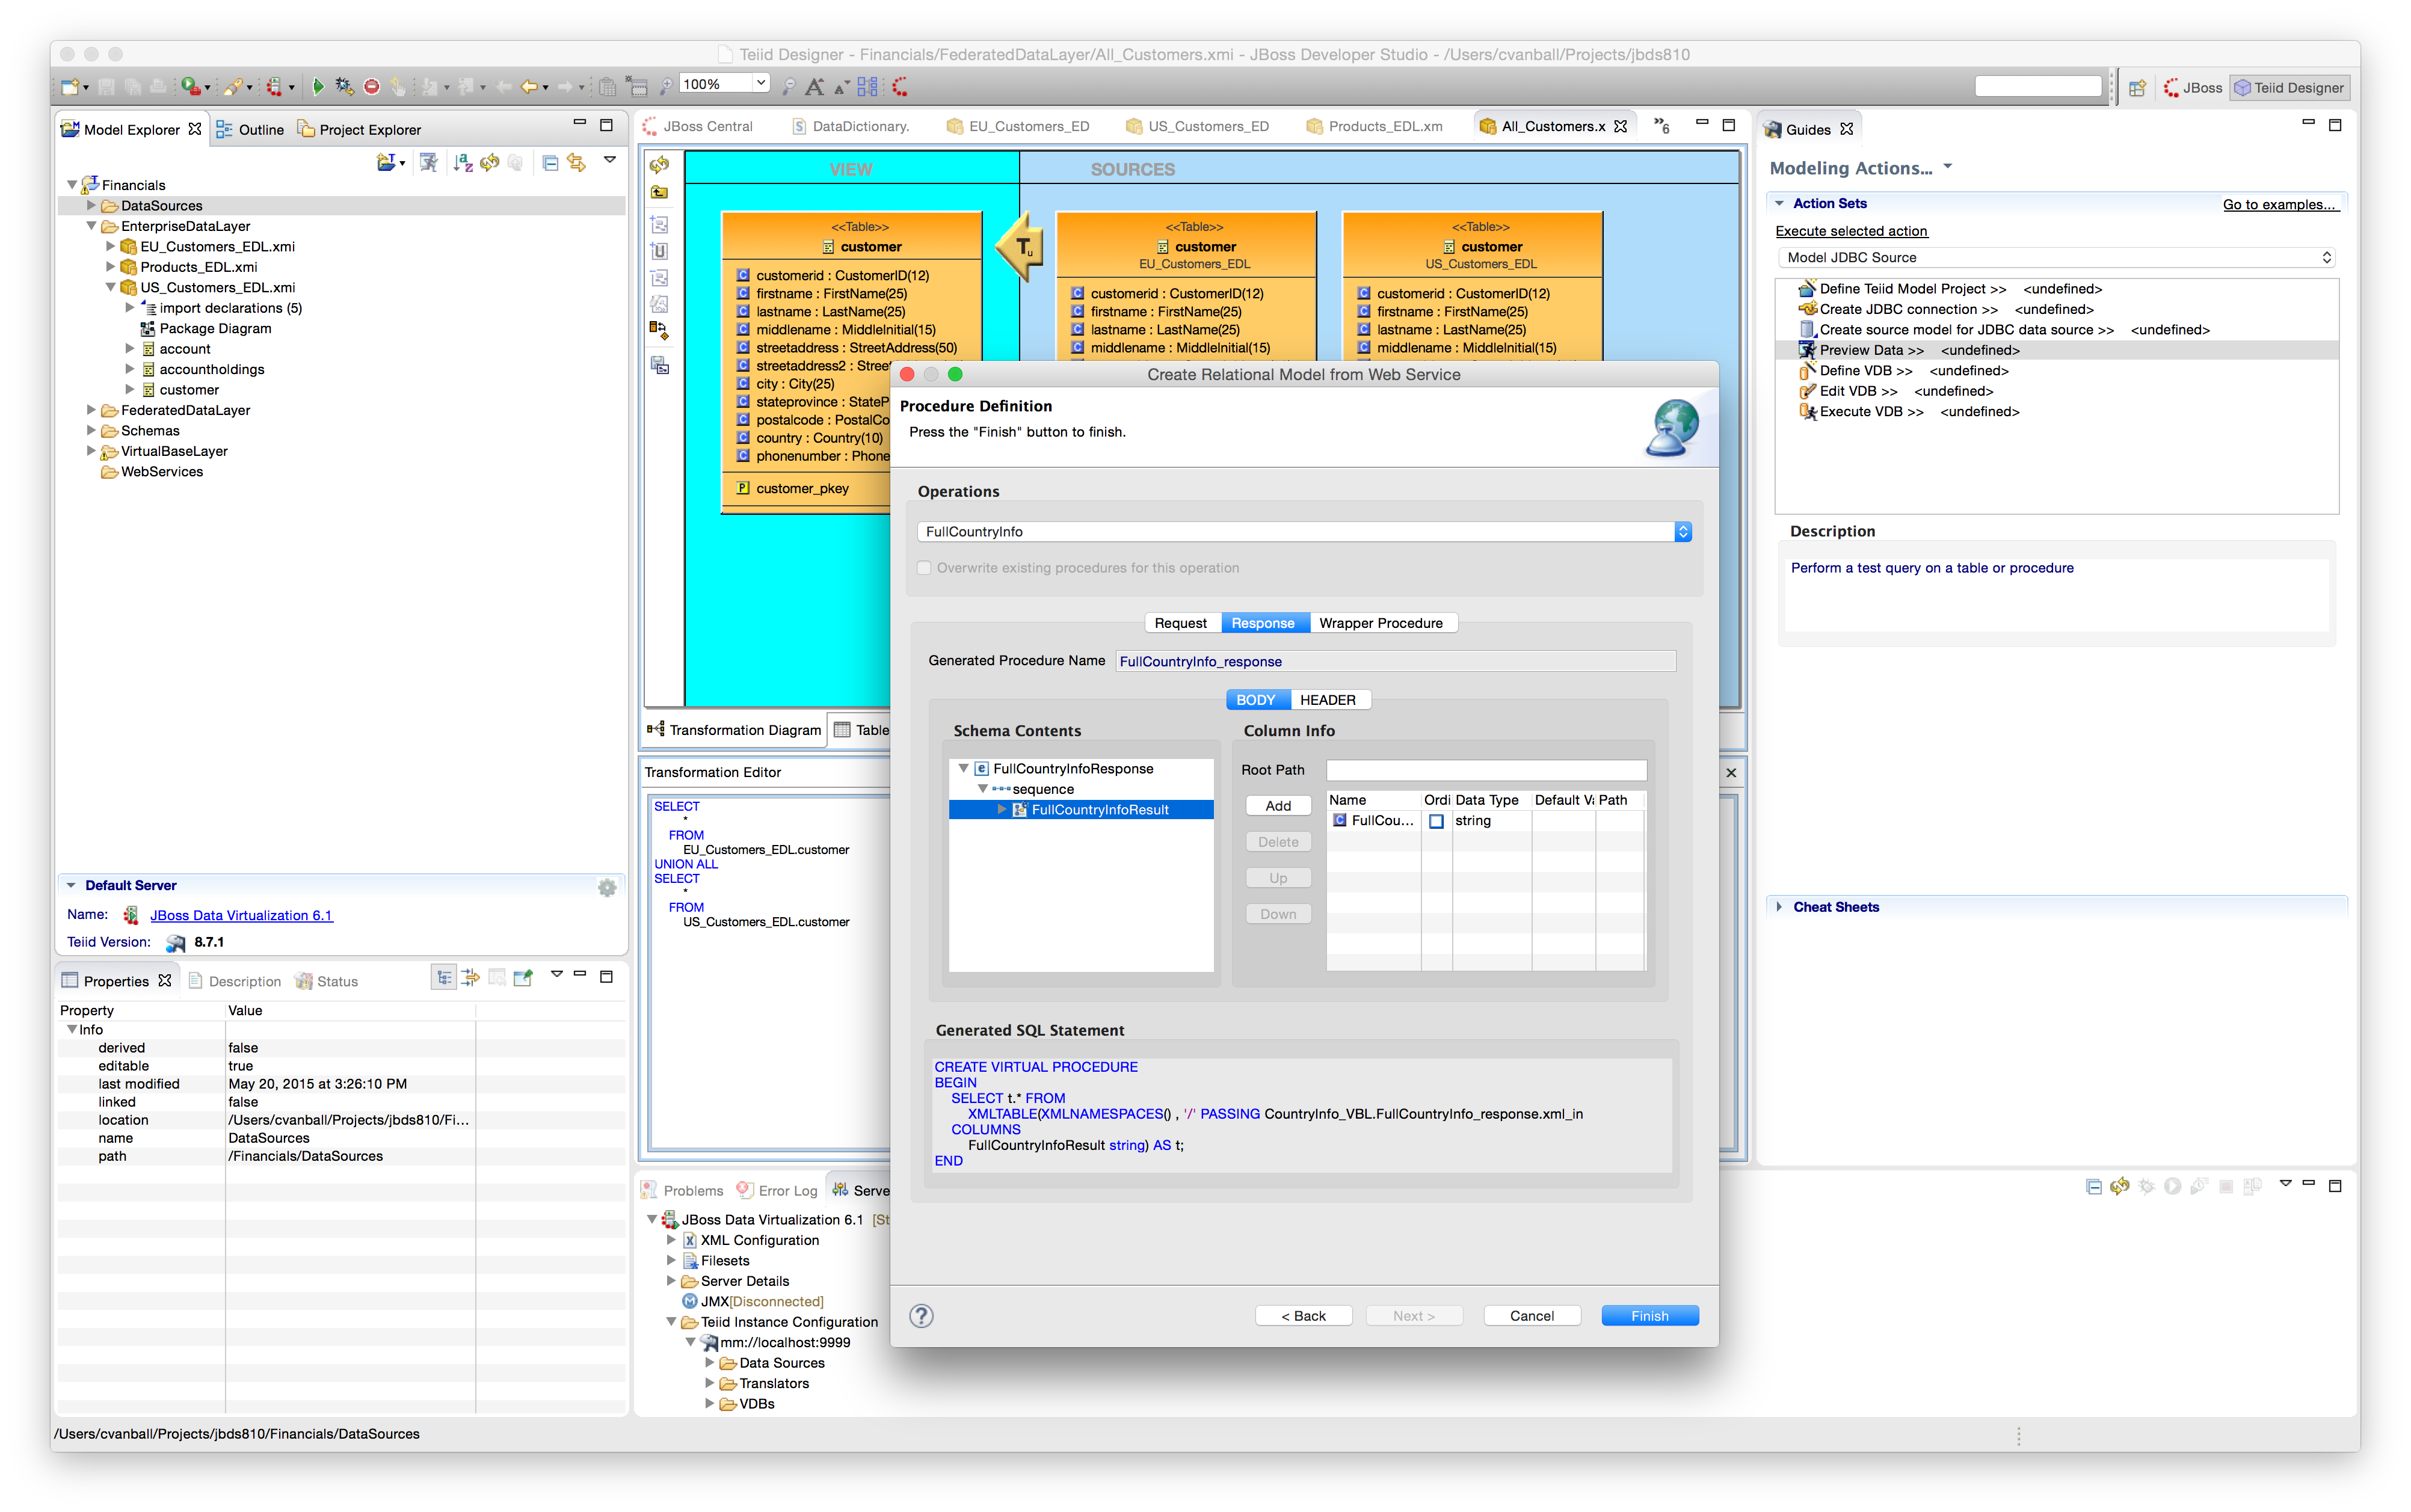 Teiid Designer - Financials/FederatedDataLayer/All_Customers.xmi - JBoss Developer Studio - /Users/cvanball/Projects/jbds810
100%
JBoss
Teiid Designer
Model Explorer
Outline
Project Explorer
Financials
DataSources
EnterpriseDataLayer
EU_Customers_EDL.xmi
Products_EDL.xmi
US_Customers_EDL.xmi
import declarations (5)
Package Diagram
account
accountholdings
customer
FederatedDataLayer
Schemas
VirtualBaseLayer
WebServices
Default Server
Name: JBoss Data Virtualization 6.1
Teiid Version: 8.7.1
Properties
Description
Status
Property Value
Info
derived false
editable true
last modified May 20, 2015 at 3:26:10 PM
linked false
location /Users/cvanball/Projects/jbds810/Fi...
name DataSources
path /Financials/DataSources
/Users/cvanball/Projects/jbds810/Financials/DataSources
JBoss Central
DataDictionary.
EU_Customers_ED
US_Customers_ED
Products_EDL.xm
All_Customers.x
»6
VIEW
SOURCES
<<Table>>
customer
customerid : CustomerID(12)
firstname : FirstName(25)
lastname : LastName(25)
middlename : MiddleInitial(15)
streetaddress : StreetAddress(50)
streetaddress2 : Street
city : City(25)
stateprovince : StateP
postalcode : PostalCo
country : Country(10)
phonenumber : Phone
customer_pkey
Tu
<<Table>>
customer
EU_Customers_EDL
customerid : CustomerID(12)
firstname : FirstName(25)
lastname : LastName(25)
middlename : MiddleInitial(15)
<<Table>>
customer
US_Customers_EDL
customerid : CustomerID(12)
firstname : FirstName(25)
lastname : LastName(25)
middlename : MiddleInitial(15)
Transformation Diagram
Table
Transformation Editor
SELECT
*
FROM
EU_Customers_EDL.customer
UNION ALL
SELECT
*
FROM
US_Customers_EDL.customer
Problems
Error Log
Serve
JBoss Data Virtualization 6.1 [St
XML Configuration
Filesets
Server Details
JMX[Disconnected]
Teiid Instance Configuration
mm://localhost:9999
Data Sources
Translators
VDBs
Create Relational Model from Web Service
Procedure Definition
Press the "Finish" button to finish.
Operations
FullCountryInfo
Overwrite existing procedures for this operation
Request
Response
Wrapper Procedure
Generated Procedure Name FullCountryInfo_response
BODY
HEADER
Schema Contents
FullCountryInfoResponse
sequence
FullCountryInfoResult
Column Info
Root Path
Add
Delete
Up
Down
Name Ordi Data Type Default Va Path
FullCou... string
Generated SQL Statement
CREATE VIRTUAL PROCEDURE
BEGIN
SELECT t.* FROM
XMLTABLE(XMLNAMESPACES() , '/' PASSING CountryInfo_VBL.FullCountryInfo_response.xml_in
COLUMNS
FullCountryInfoResult string) AS t;
END
< Back
Next >
Cancel
Finish
Guides
Modeling Actions...
Action Sets
Go to examples...
Execute selected action
Model JDBC Source
Define Teiid Model Project >> <undefined>
Create JDBC connection >> <undefined>
Create source model for JDBC data source >> <undefined>
Preview Data >> <undefined>
Define VDB >> <undefined>
Edit VDB >> <undefined>
Execute VDB >> <undefined>
Description
Perform a test query on a table or procedure
Cheat Sheets